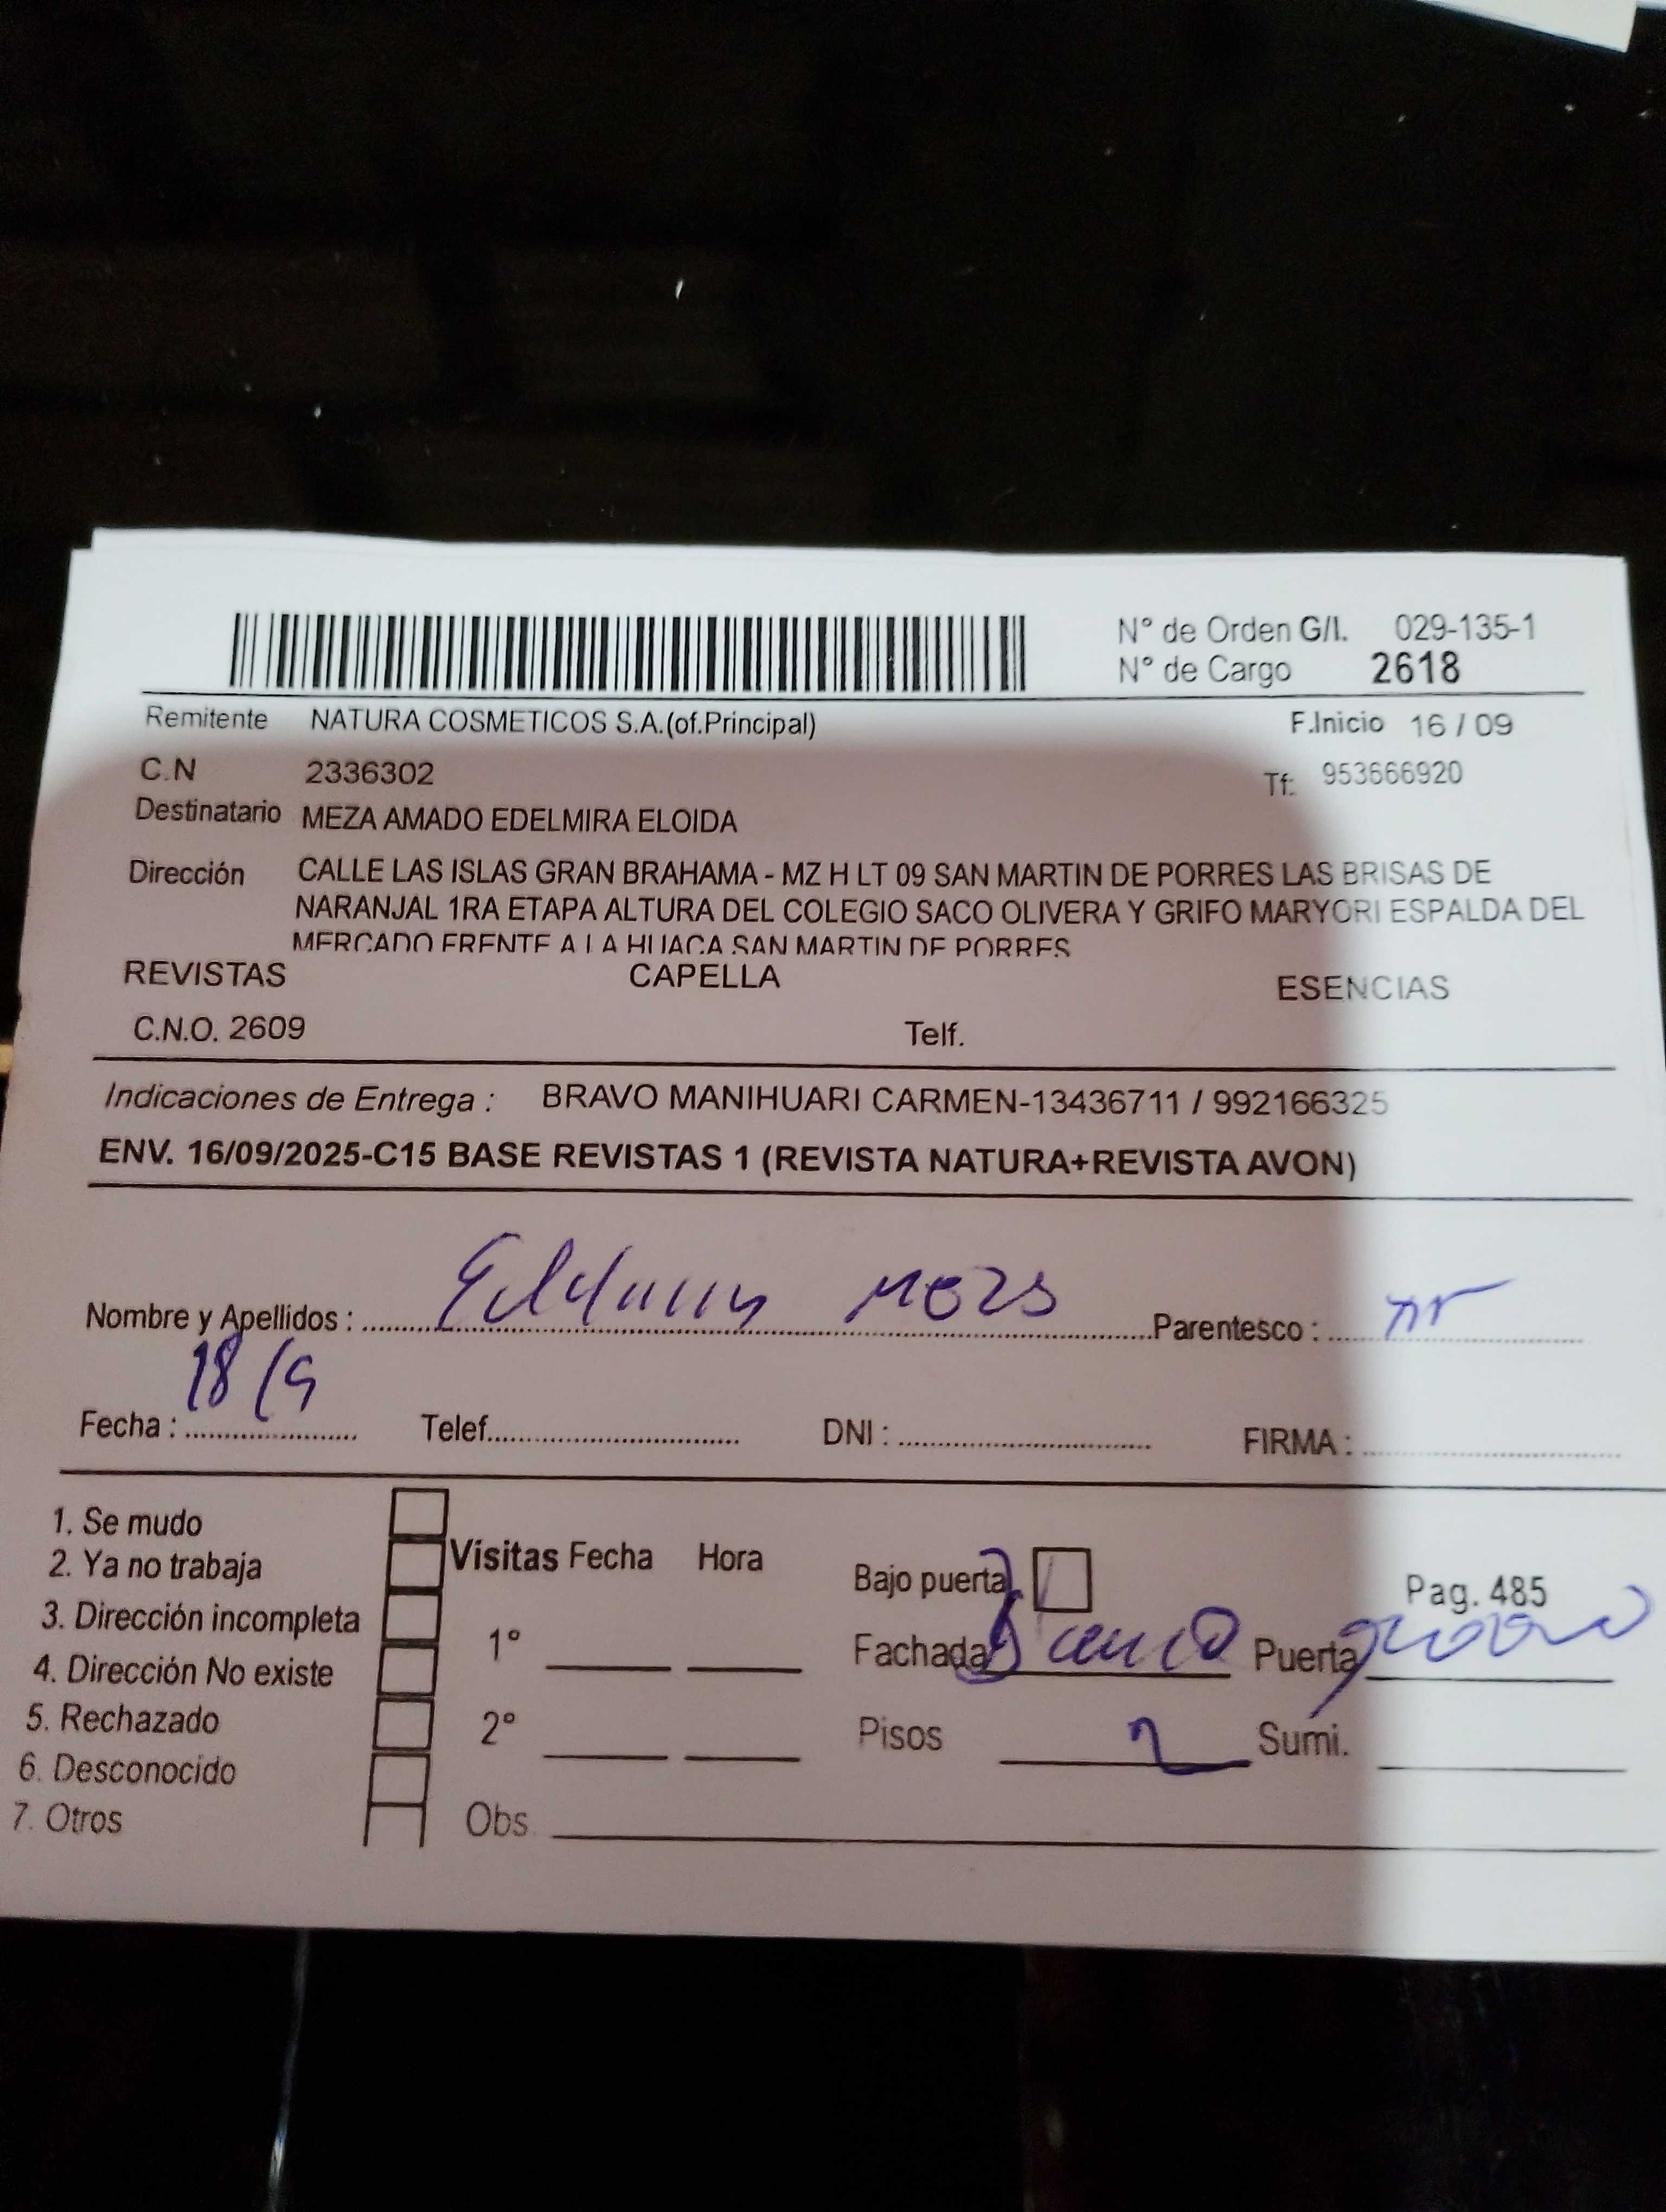 N° de Orden G/I. 029-135-1
N° de Cargo 2618
Remitente NATURA COSMETICOS S.A.(of.Principal) F.Inicio 16 / 09
C.N 2336302 Tf: 953666920
Destinatario MEZA AMADO EDELMIRA ELOIDA
Dirección CALLE LAS ISLAS GRAN BRAHAMA - MZ H LT 09 SAN MARTIN DE PORRES LAS BRISAS DE
NARANJAL 1RA ETAPA ALTURA DEL COLEGIO SACO OLIVERA Y GRIFO MARYORI ESPALDA DEL
MERCADO FRENTE A LA HUACA SAN MARTIN DE PORRES
REVISTAS CAPELLA ESENCIAS
C.N.O. 2609 Telf.
Indicaciones de Entrega : BRAVO MANIHUARI CARMEN-13436711 / 992166325
ENV. 16/09/2025-C15 BASE REVISTAS 1 (REVISTA NATURA+REVISTA AVON)
Nombre y Apellidos : Parentesco :
18/9
Fecha : Telef. DNI : FIRMA :
1. Se mudo
2. Ya no trabaja
3. Dirección incompleta
4. Dirección No existe
5. Rechazado
6. Desconocido
7. Otros
Visitas Fecha Hora
1°
2°
Obs
Bajo puerta Pag. 485
Fachada Puerta
Pisos 2 Sumi.